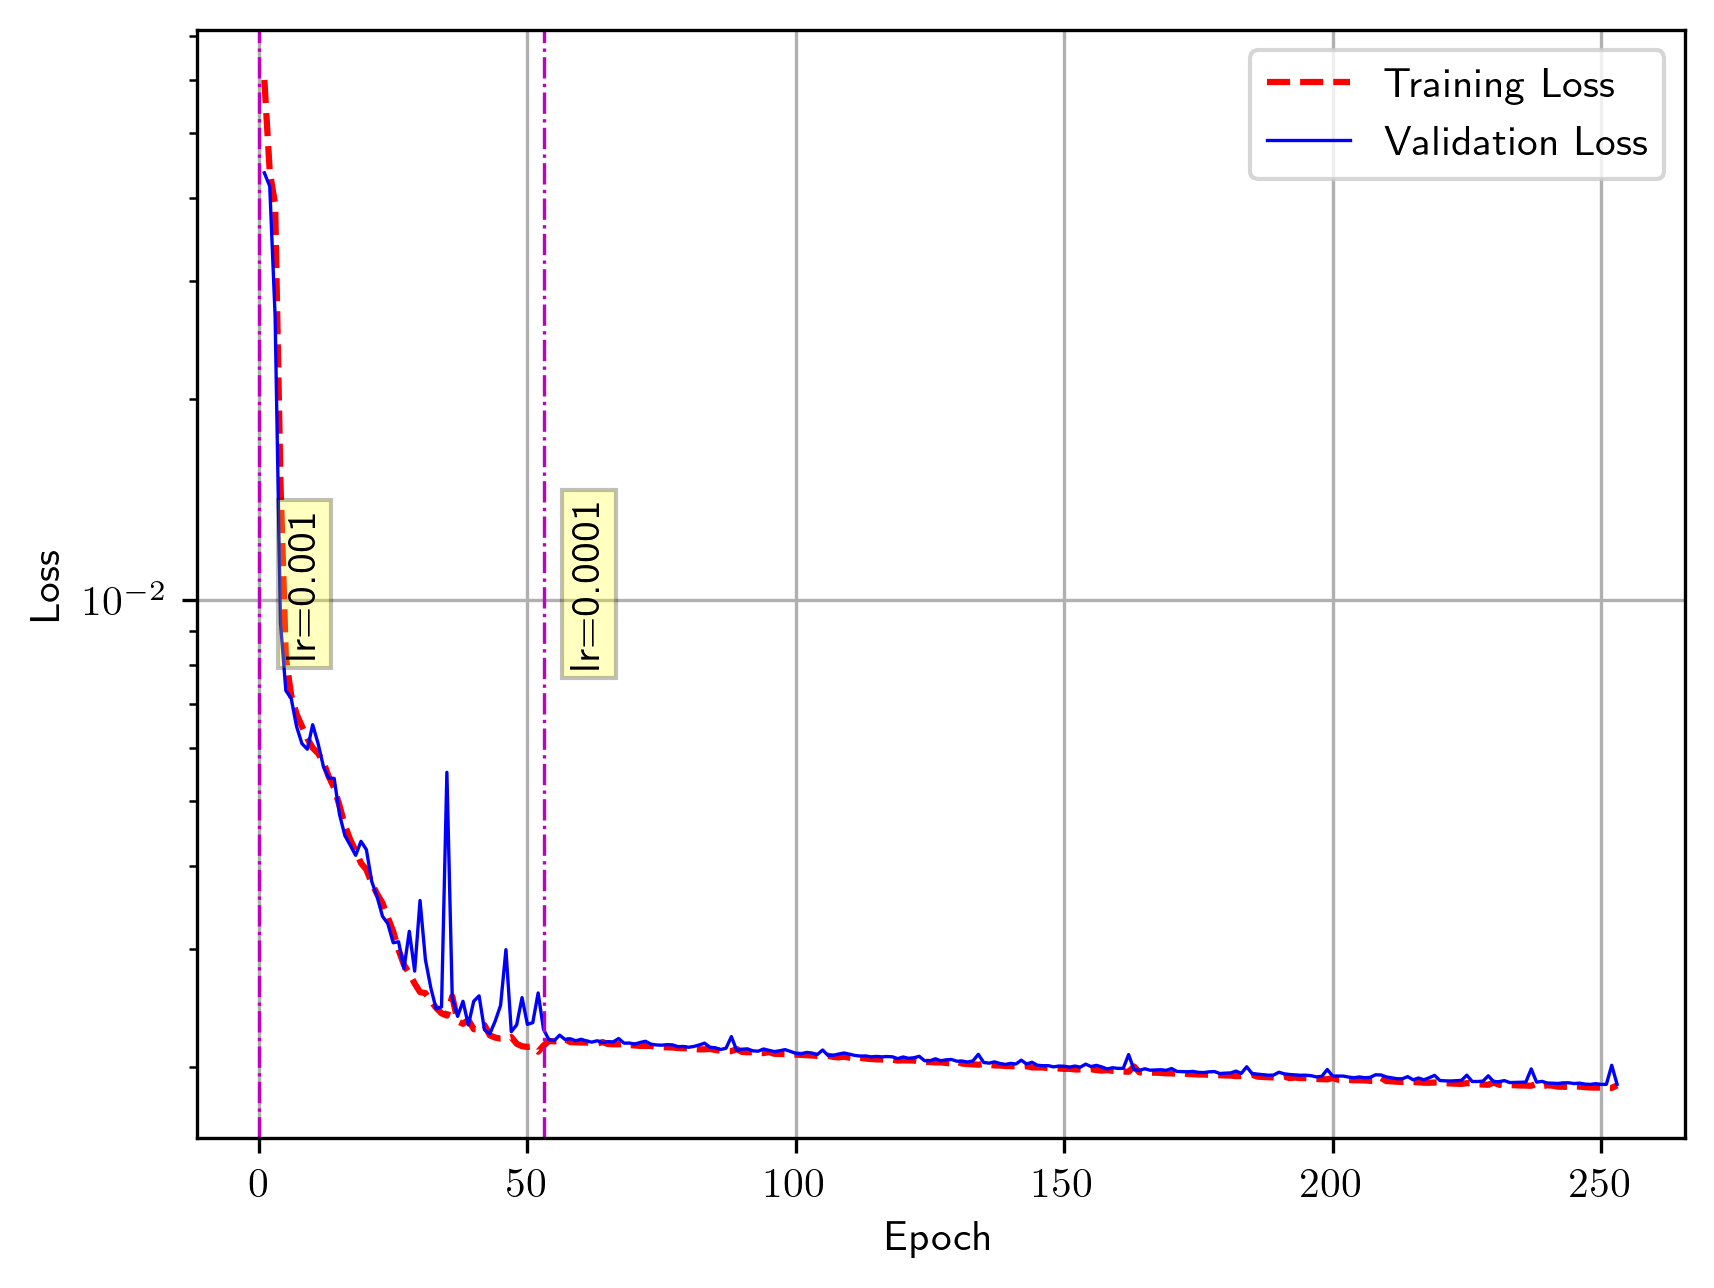 Training Loss
Validation Loss
lr=0.001
lr=0.0001
Loss
10⁻²
0
50
100
150
200
250
Epoch